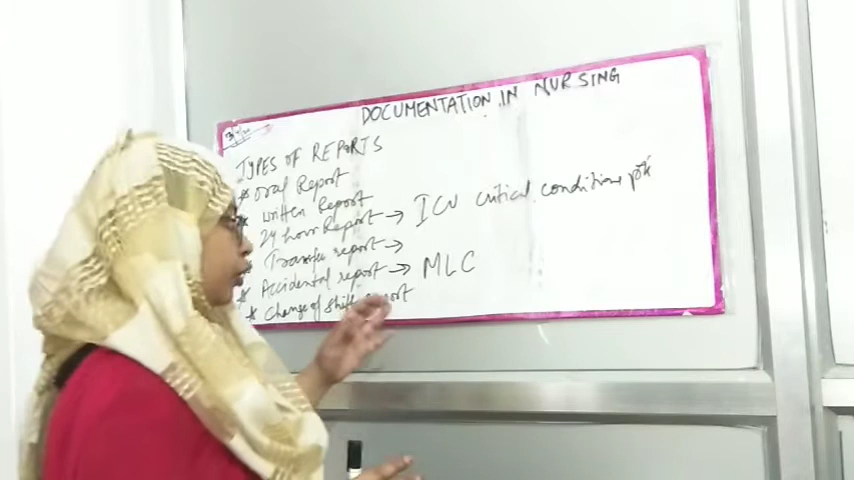 DOCUMENTATION IN NURSING
TYPES OF REPORTS
* Oral Report
* Written Report
* 24 hour Report → ICU critical conditions
* Transfer report →
* Accidental report → MLC
* Change of Shift report